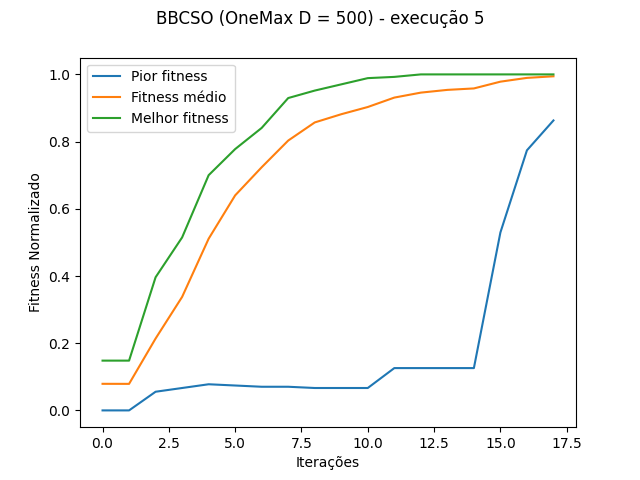 BBCSO (OneMax D = 500) - execução 5
Pior fitness
Fitness médio
Melhor fitness
Fitness Normalizado
1.0
0.8
0.6
0.4
0.2
0.0
0.0 2.5 5.0 7.5 10.0 12.5 15.0 17.5
Iterações